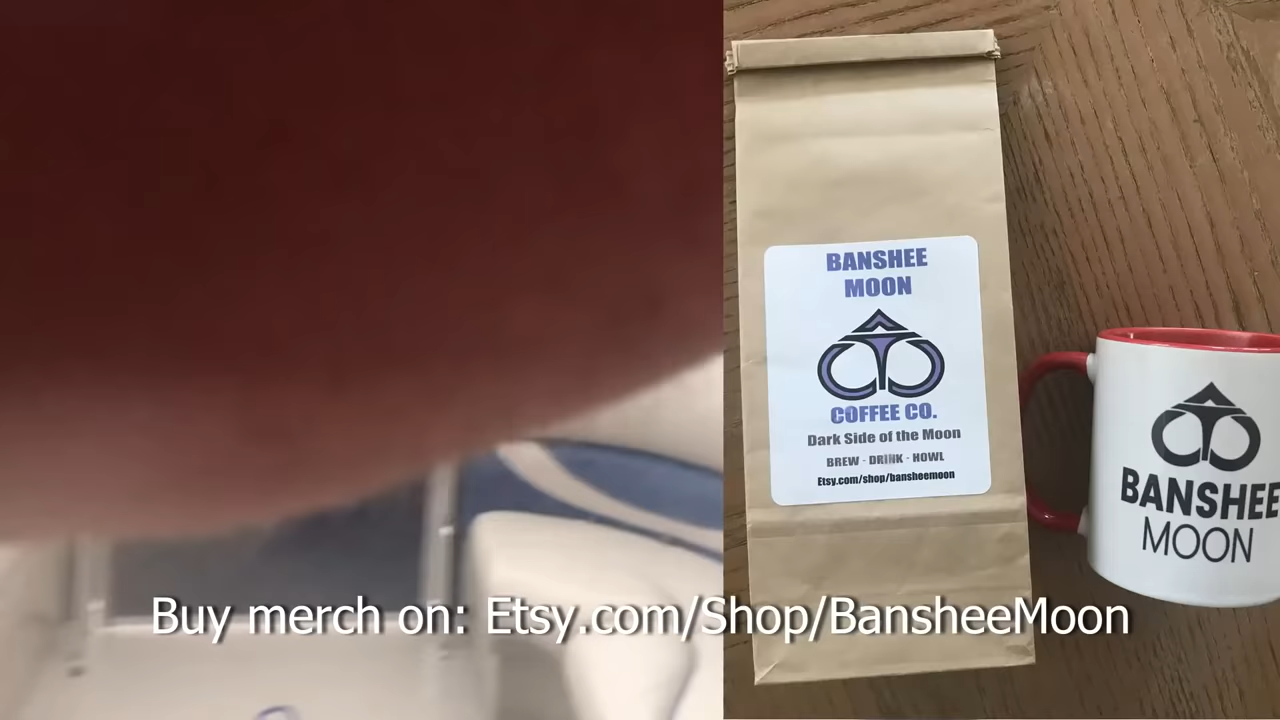 BANSHEE
MOON
COFFEE CO.
Dark Side of the Moon
BREW - DRINK - HOWL
Etsy.com/shop/bansheemoon
BANSHEE
MOON
Buy merch on: Etsy.com/Shop/BansheeMoon